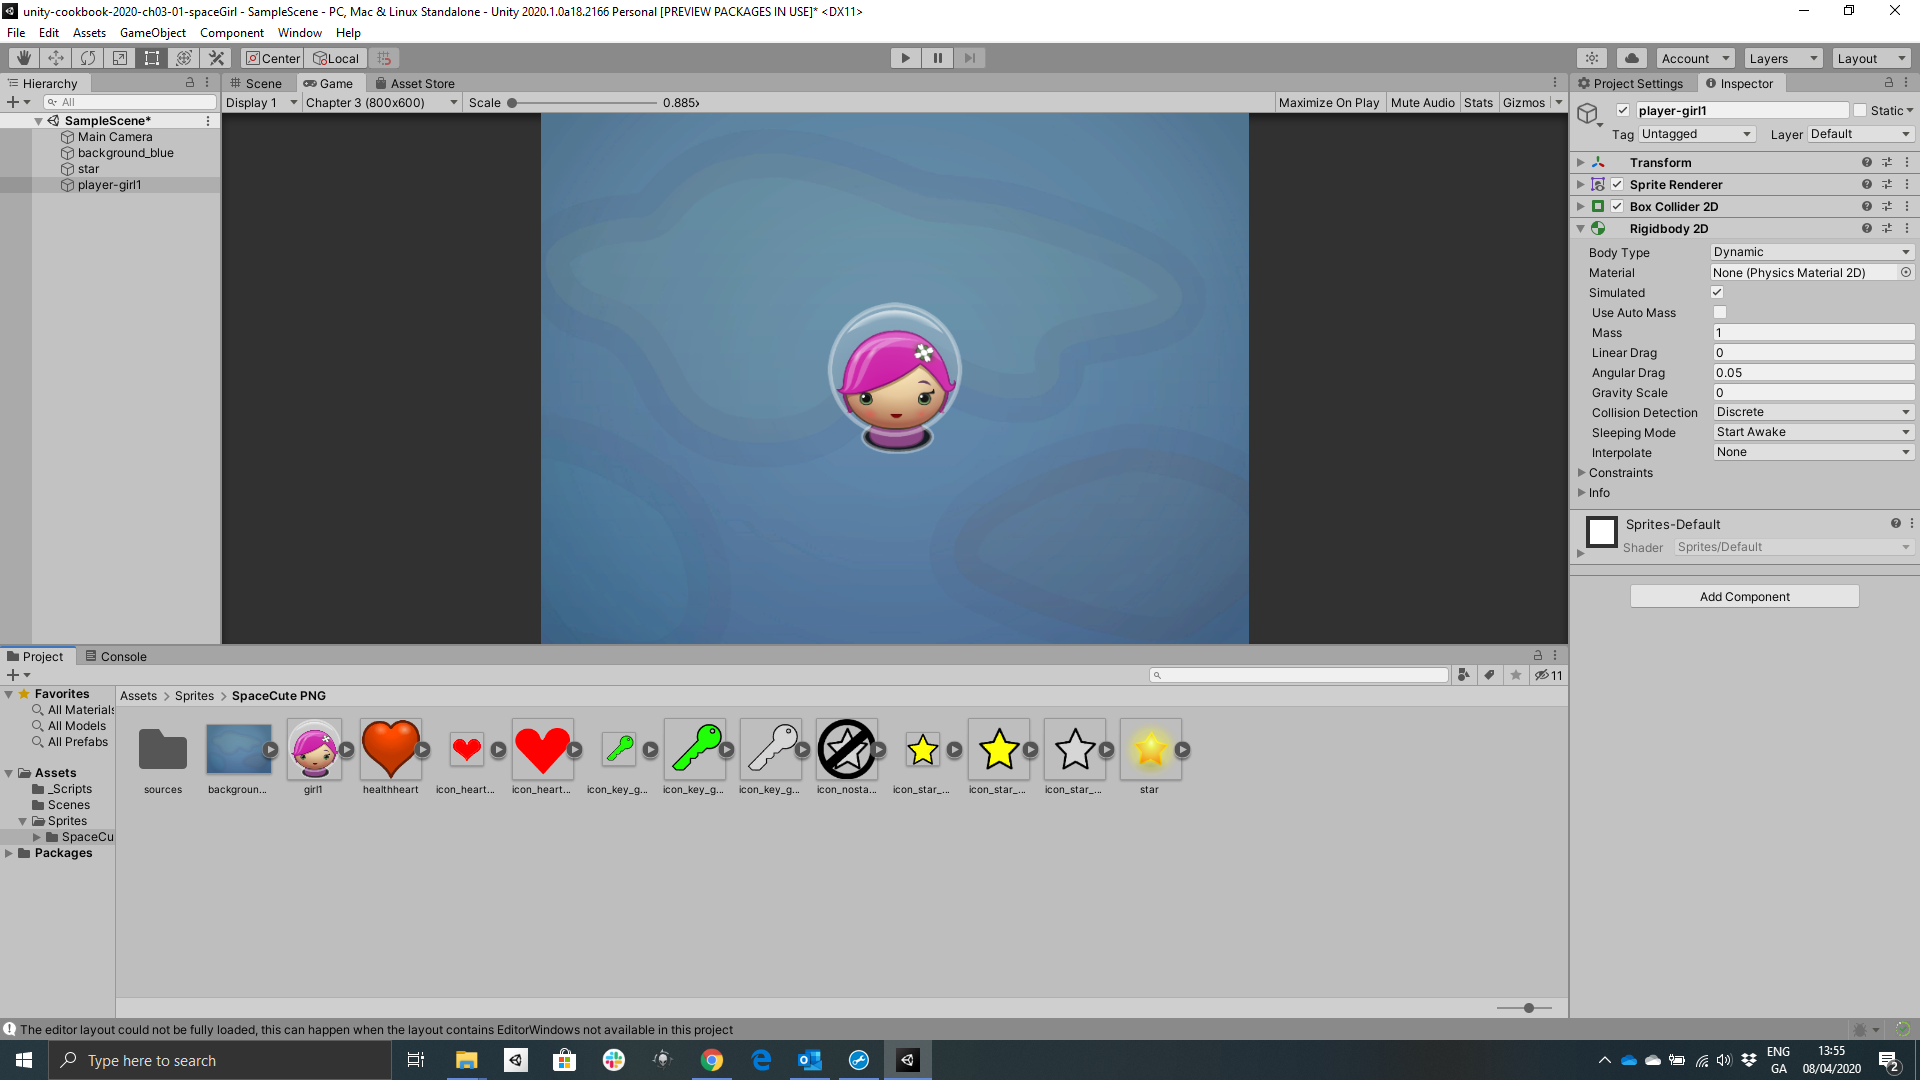 unity-cookbook-2020-ch03-01-spaceGirl - SampleScene - PC, Mac & Linux Standalone - Unity 2020.1.0a18.2166 Personal [PREVIEW PACKAGES IN USE]* <DX11>
File Edit Assets GameObject Component Window Help
Center Local Account Layers Layout
Hierarchy
All
SampleScene*
Main Camera
background_blue
star
player-girl1
Scene Game Asset Store
Display 1 Chapter 3 (800x600) Scale 0.885x Maximize On Play Mute Audio Stats Gizmos
Project Settings Inspector
player-girl1 Static
Tag Untagged Layer Default
Transform
Sprite Renderer
Box Collider 2D
Rigidbody 2D
Body Type Dynamic
Material None (Physics Material 2D)
Simulated
Use Auto Mass
Mass 1
Linear Drag 0
Angular Drag 0.05
Gravity Scale 0
Collision Detection Discrete
Sleeping Mode Start Awake
Interpolate None
Constraints
Info
Sprites-Default
Shader Sprites/Default
Add Component
Project Console
11
Favorites
All Materials
All Models
All Prefabs
Assets
_Scripts
Scenes
Sprites
SpaceCu
Packages
Assets > Sprites > SpaceCute PNG
sources backgroun... girl1 healthheart icon_heart... icon_heart... icon_key_g... icon_key_g... icon_key_g... icon_nosta... icon_star_... icon_star_... icon_star_... star
The editor layout could not be fully loaded, this can happen when the layout contains EditorWindows not available in this project
Type here to search
ENG
GA
13:55
08/04/2020
2